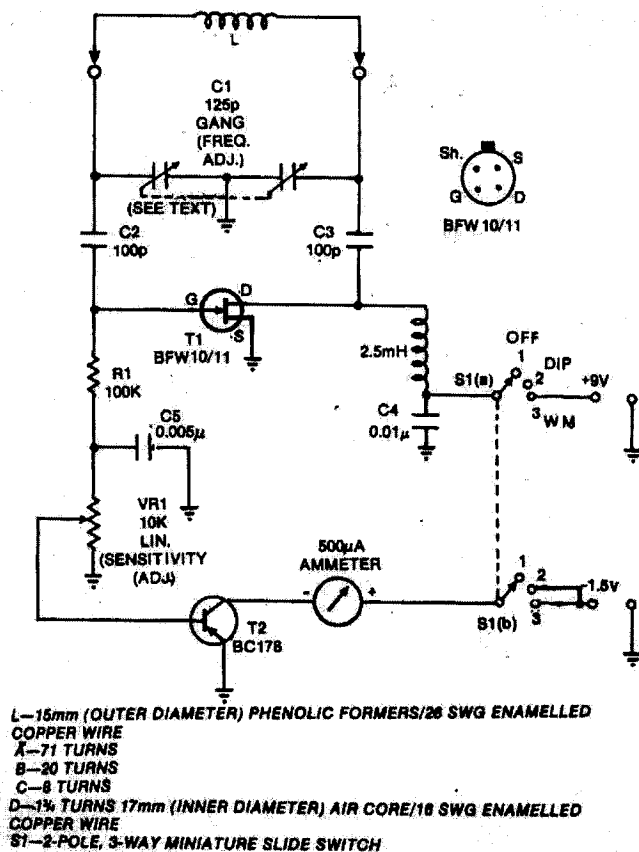 L
C1
125p
GANG
(FREQ.
ADJ.)
(SEE TEXT)
Sh.
S
G
D
BFW 10/11
C2
100p
C3
100p
G
D
S
T1
BFW10/11
R1
100K
2.5mH
OFF
1
2
DIP
S1(a)
+9V
3
WM
C5
0.005µ
C4
0.01µ
VR1
10K
LIN.
(SENSITIVITY
(ADJ)
500µA
AMMETER
-
+
1
2
-1.5v
3
S1(b)
T2
BC178
L—15mm (OUTER DIAMETER) PHENOLIC FORMERS/26 SWG ENAMELLED
COPPER WIRE
A—71 TURNS
B—20 TURNS
C—8 TURNS
D—1¾ TURNS 17mm (INNER DIAMETER) AIR CORE/16 SWG ENAMELLED
COPPER WIRE
S1—2-POLE, 3-WAY MINIATURE SLIDE SWITCH